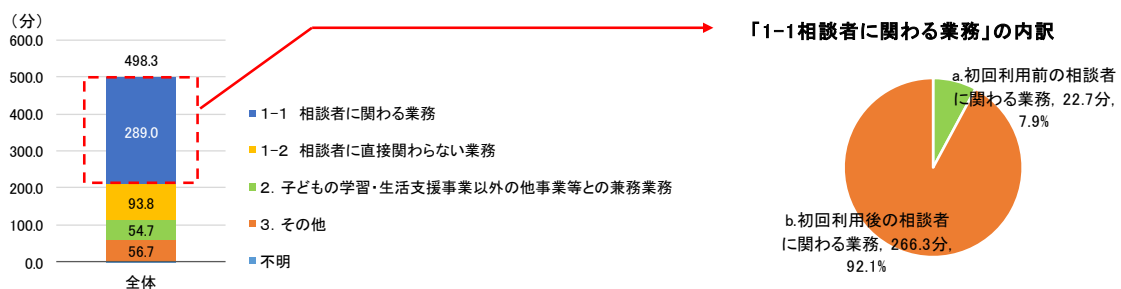 （分）
600.0
500.0
400.0
300.0
200.0
100.0
0.0
498.3
289.0
93.8
54.7
56.7
全体
1-1　相談者に関わる業務
1-2　相談者に直接関わらない業務
2．子どもの学習・生活支援事業以外の他事業等との兼務業務
3．その他
不明
「1-1相談者に関わる業務」の内訳
a.初回利用前の相談者
に関わる業務, 22.7分,
7.9%
b.初回利用後の相談者
に関わる業務, 266.3分,
92.1%